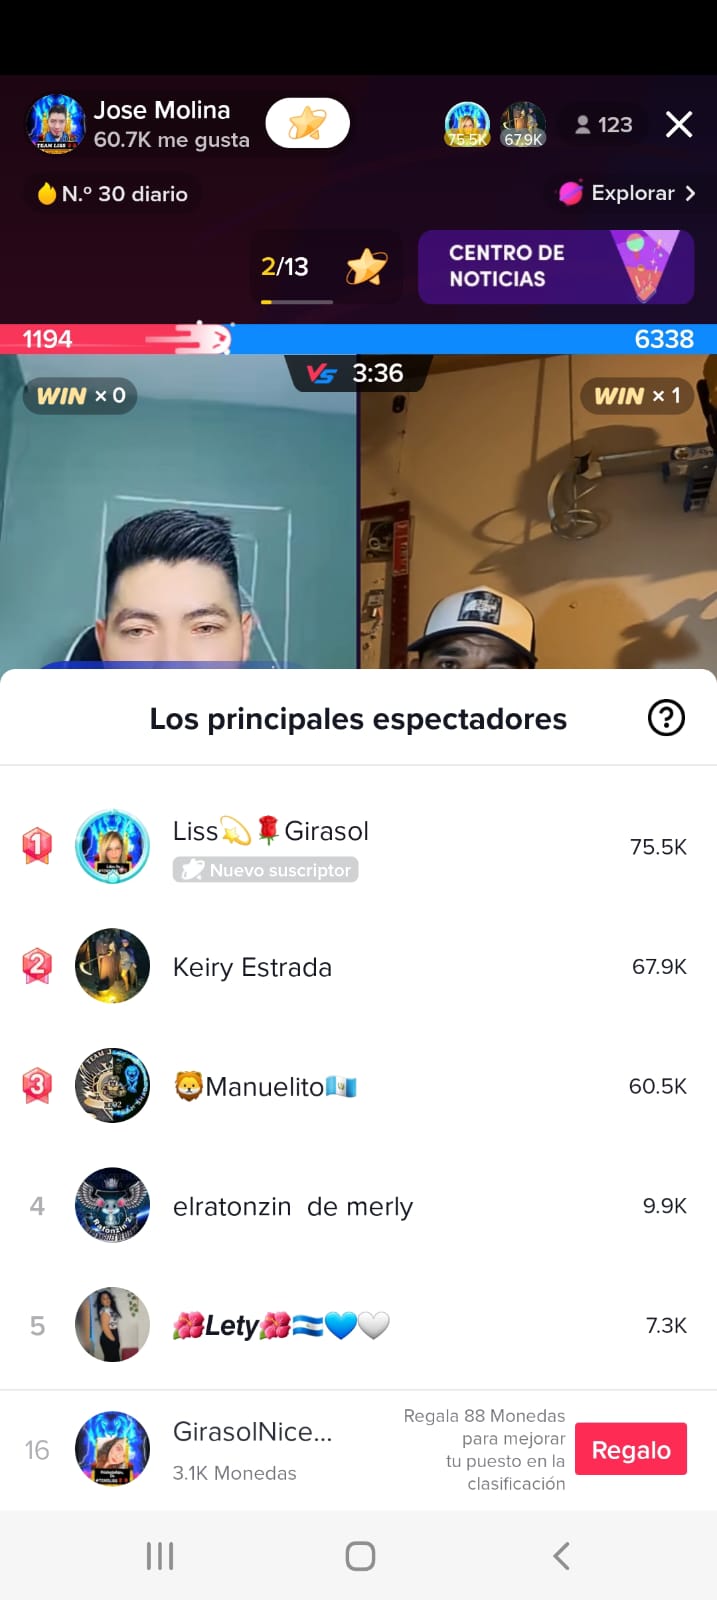 Jose Molina
60.7K me gusta
75.5K
67.9K
123
N.º 30 diario
Explorar
2/13
CENTRO DE
NOTICIAS
1194
6338
VS 3:36
WIN × 0
WIN × 1
Los principales espectadores
?
1
Liss💫🌹Girasol
75.5K
Nuevo suscriptor
2
Keiry Estrada
67.9K
3
🦁Manuelito🇬🇹
60.5K
4
elratonzin de merly
9.9K
5
🌺Lety🌺🇸🇻💙🤍
7.3K
16
GirasolNice...
3.1K Monedas
Regala 88 Monedas
para mejorar
tu puesto en la
clasificación
Regalo